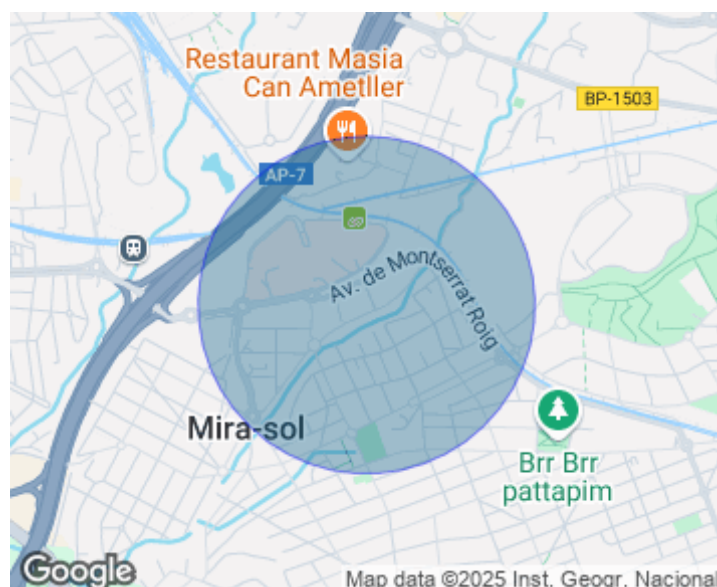 Restaurant Masia
Can Ametller
BP-1503
AP-7
Av. de Montserrat Roig
Mira-sol
Brr Brr
pattapim
Google
Map data ©2025 Inst. Geogr. Nacional